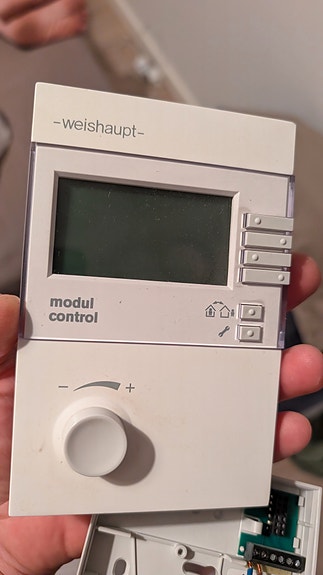 -weishaupt-
modul
control
- +